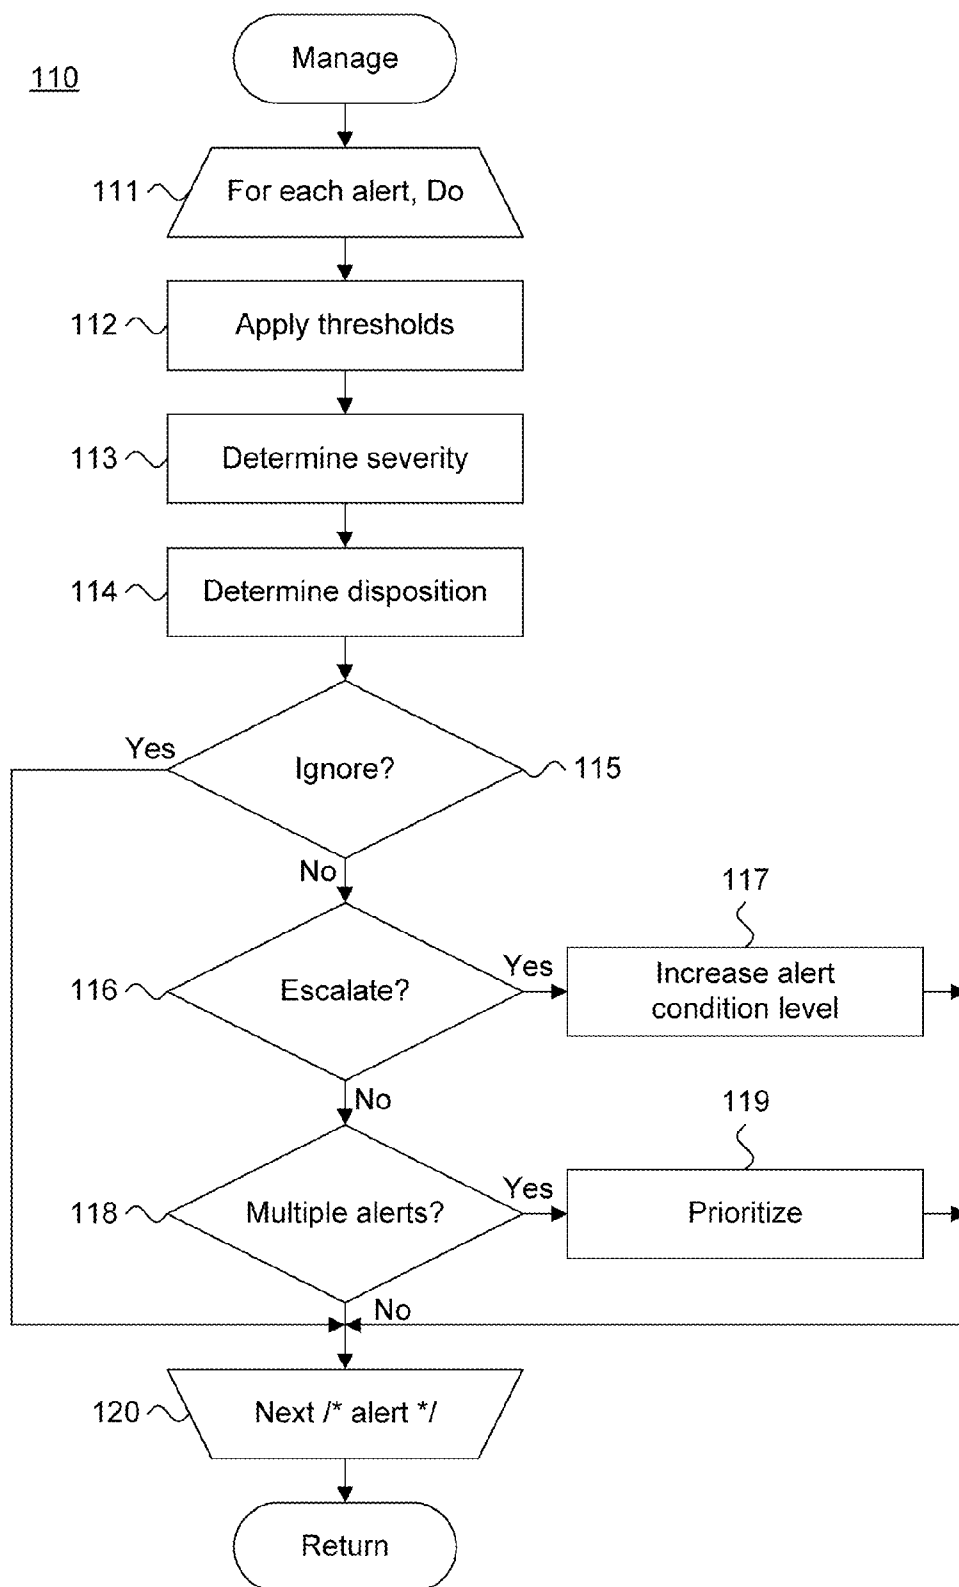 Manage
110
111
For each alert, Do
112
Apply thresholds
113
Determine severity
114
Determine disposition
Yes
Ignore?
115
No
117
116
Escalate?
Yes
Increase alert
condition level
No
119
118
Multiple alerts?
Yes
Prioritize
No
120
Next /* alert */
Return